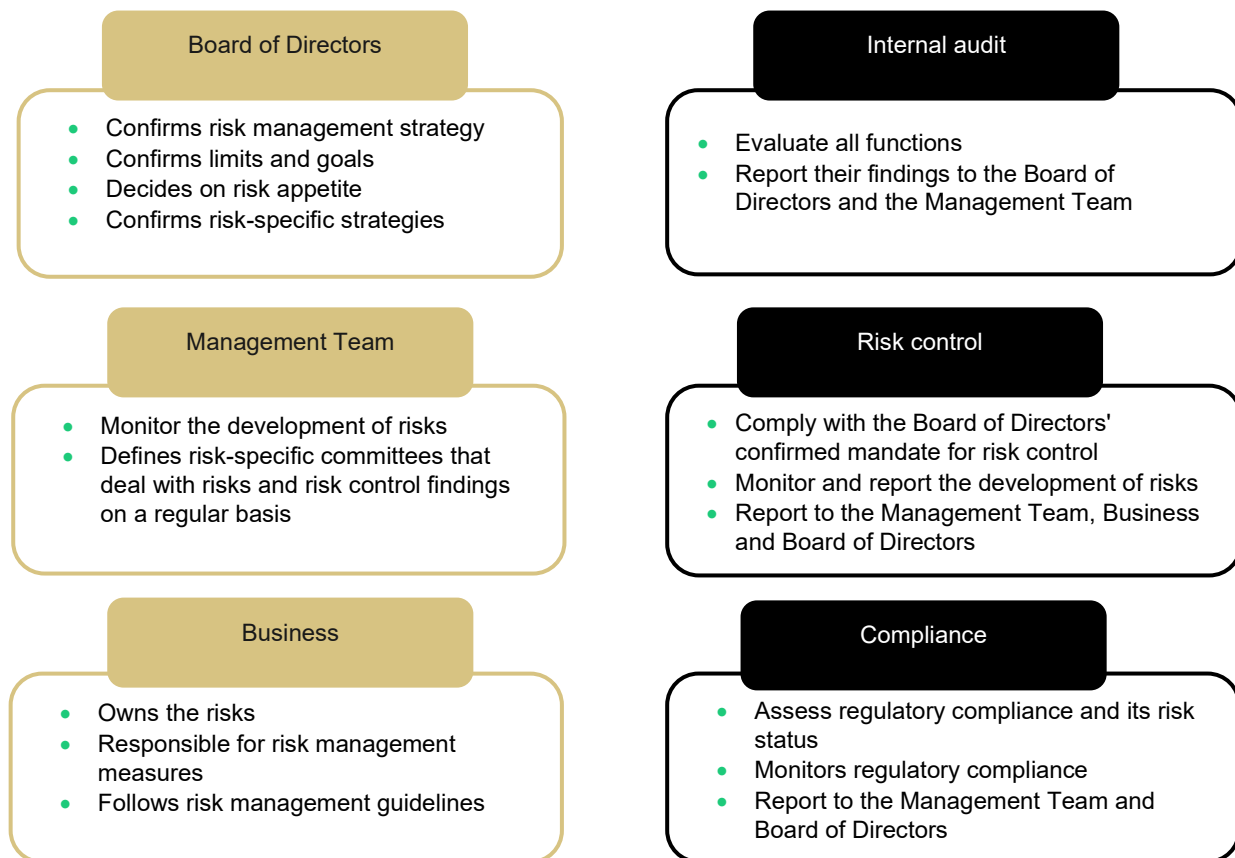 Board of Directors
• Confirms risk management strategy
• Confirms limits and goals
• Decides on risk appetite
• Confirms risk-specific strategies
Internal audit
• Evaluate all functions
• Report their findings to the Board of
Directors and the Management Team
Management Team
• Monitor the development of risks
• Defines risk-specific committees that
deal with risks and risk control findings
on a regular basis
Risk control
• Comply with the Board of Directors'
confirmed mandate for risk control
• Monitor and report the development of risks
• Report to the Management Team, Business
and Board of Directors
Business
• Owns the risks
• Responsible for risk management
measures
• Follows risk management guidelines
Compliance
• Assess regulatory compliance and its risk
status
• Monitors regulatory compliance
• Report to the Management Team and
Board of Directors